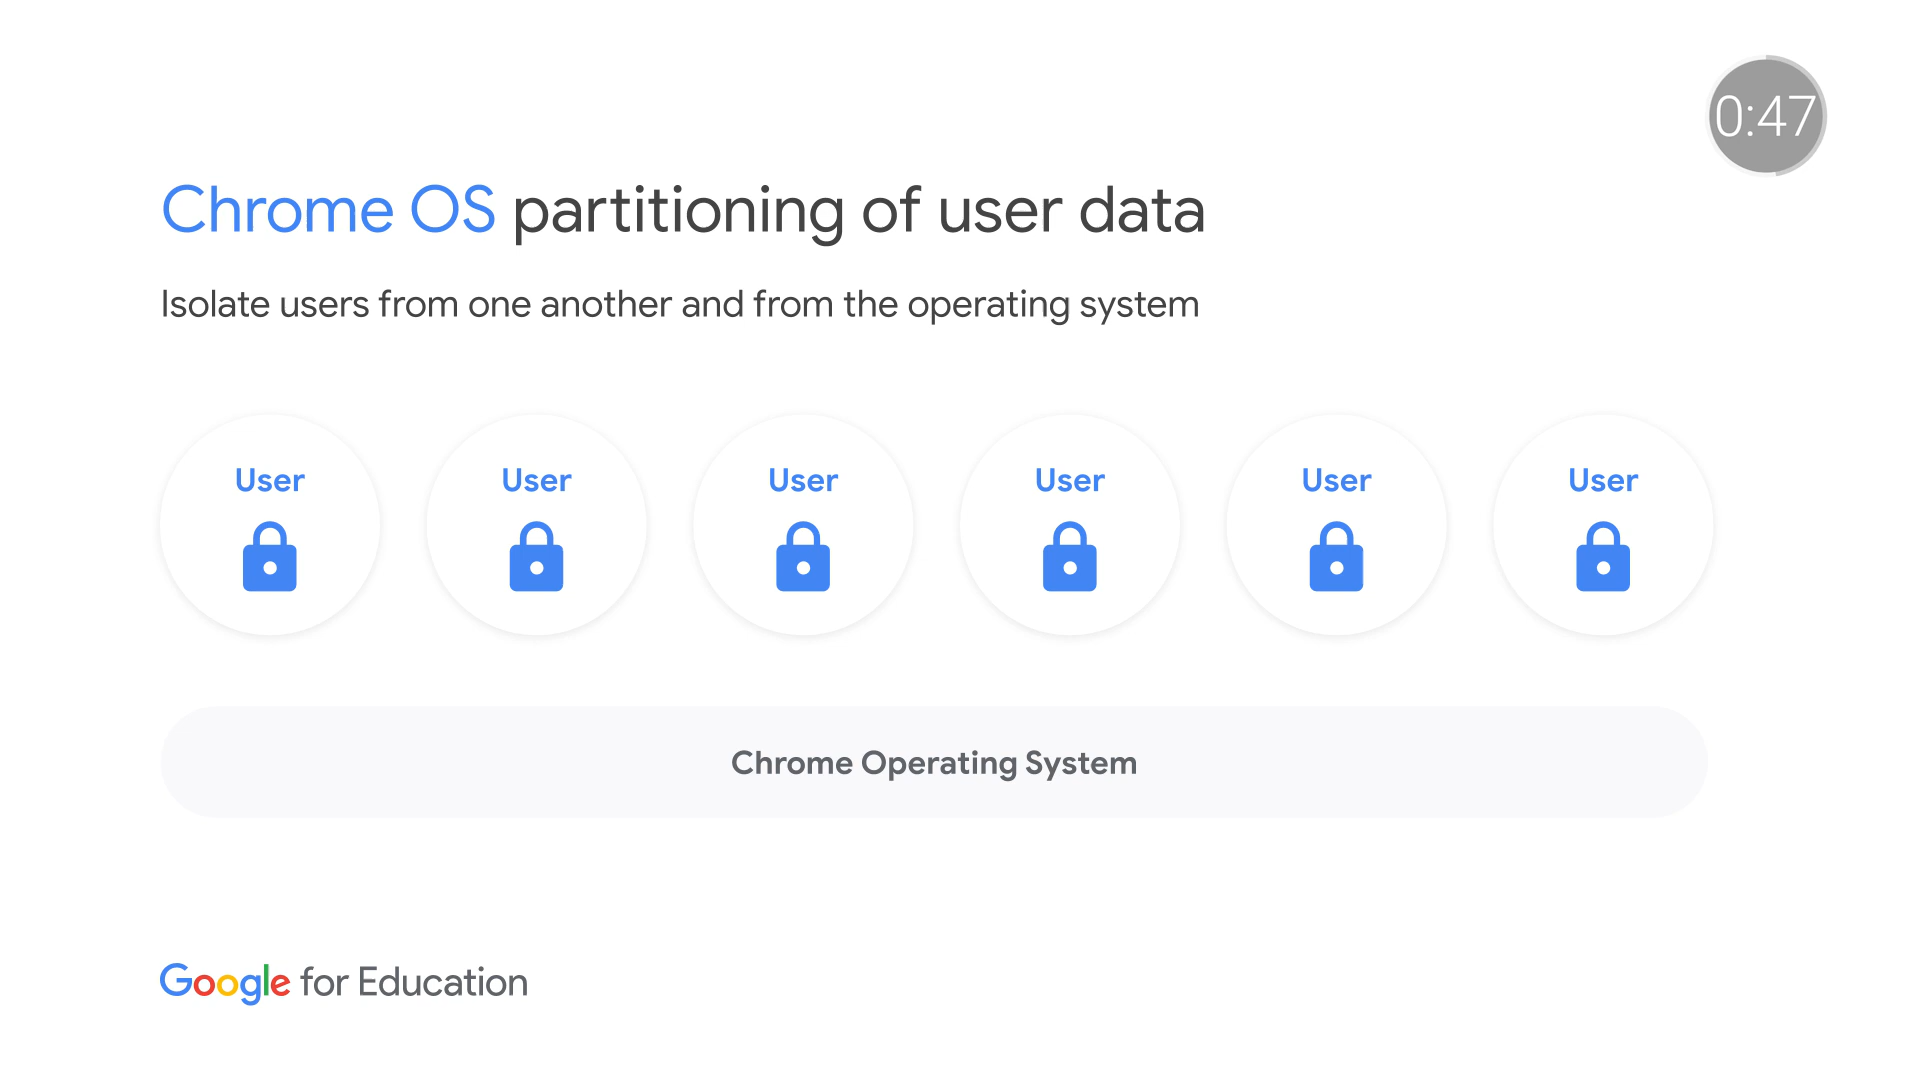 0:47
Chrome OS partitioning of user data
Isolate users from one another and from the operating system
User User User User User User
Chrome Operating System
Google for Education